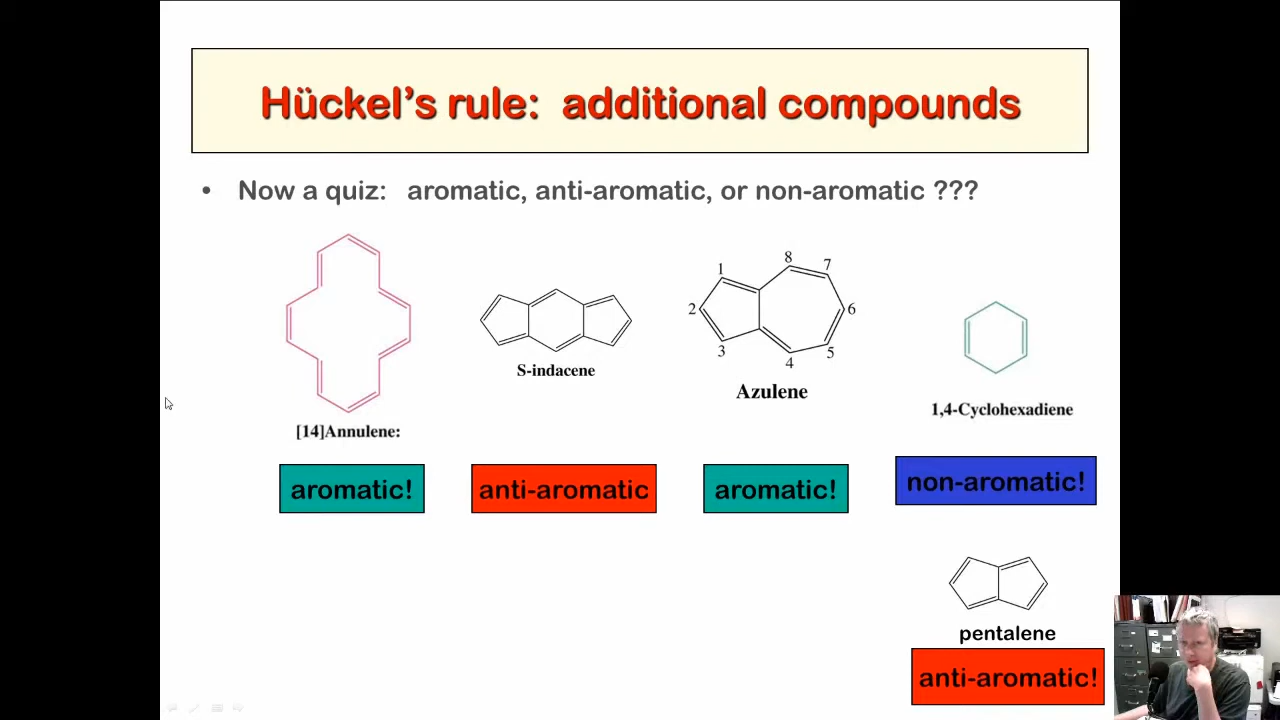 Hückel's rule: additional compounds
• Now a quiz: aromatic, anti-aromatic, or non-aromatic ???
8
1
7
2
6
3
5
4
S-indacene
Azulene
1,4-Cyclohexadiene
[14]Annulene:
aromatic!
anti-aromatic
aromatic!
non-aromatic!
pentalene
anti-aromatic!